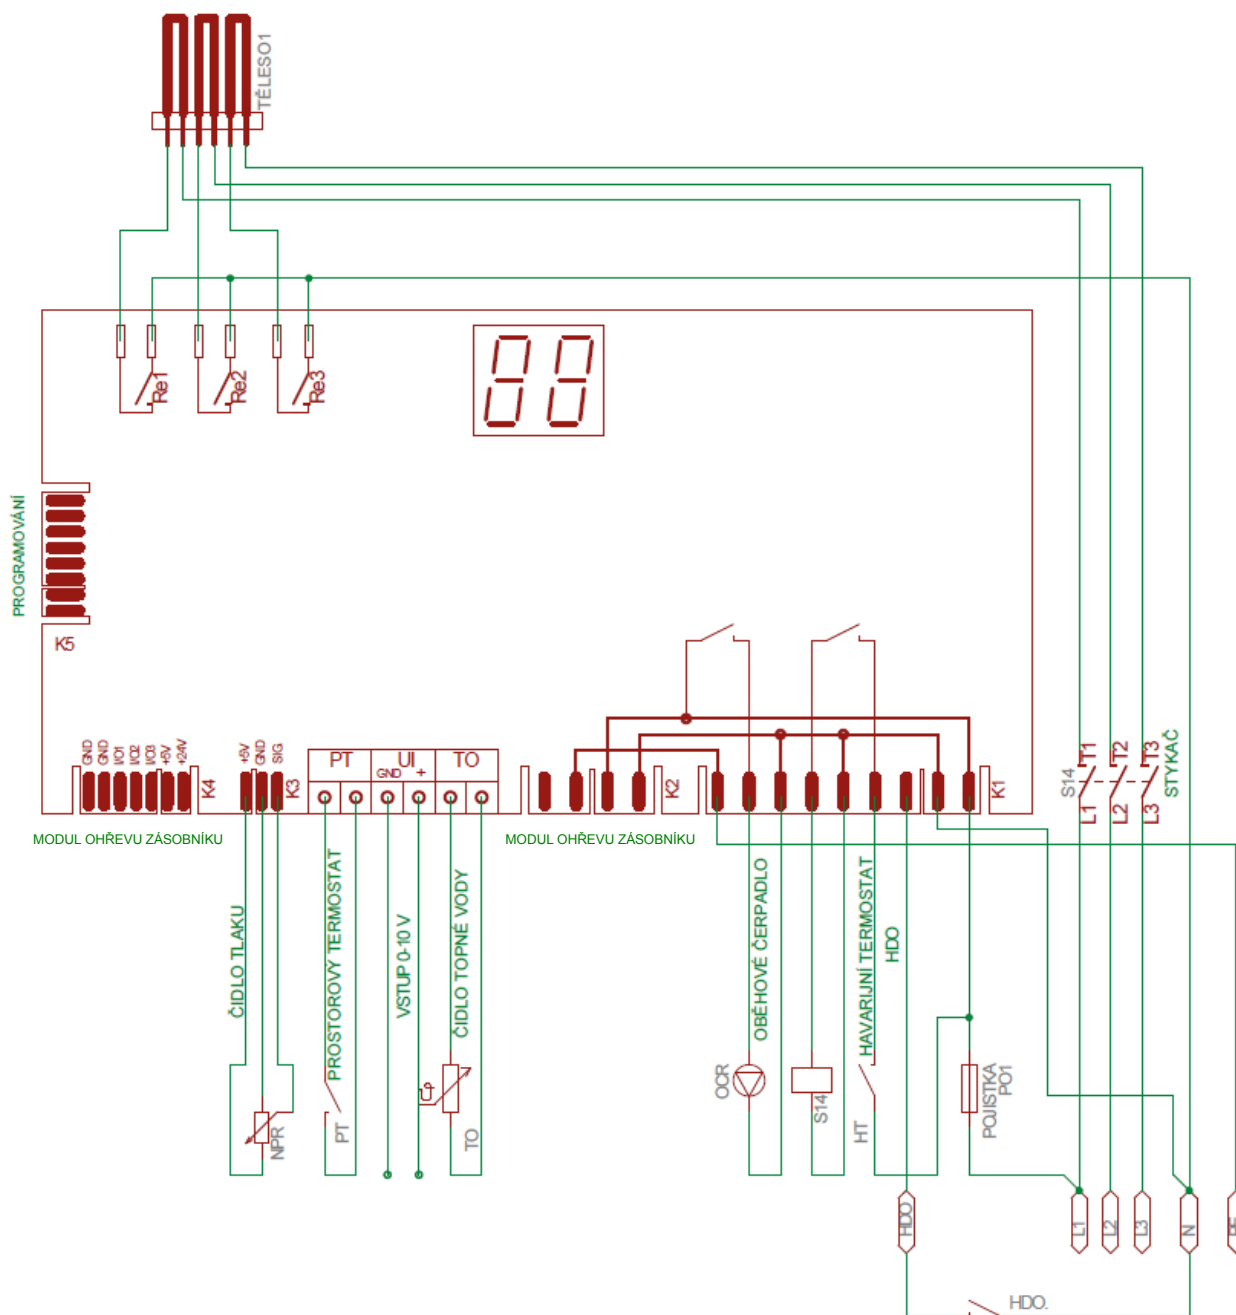 TĚLESO1
Re1
Re2
Re3
88
PROGRAMOVÁNÍ
K5
GND
GND
I/O1
I/O2
I/O3
+5V
+24V
K4
+5V
GND
SIG
K3
PT
UI
TO
GND +
K2
K1
S14
T1
T2
T3
L1
L2
L3
STYKAČ
MODUL OHŘEVU ZÁSOBNÍKU
MODUL OHŘEVU ZÁSOBNÍKU
ČIDLO TLAKU
PROSTOROVÝ TERMOSTAT
VSTUP 0-10 V
ČIDLO TOPNÉ VODY
OBĚHOVÉ ČERPADLO
HAVARIJNÍ TERMOSTAT
HDO
NPR
PT
ϑ
TO
OCR
S14
HT
POJISTKA
PO1
HDO
L1
L2
L3
N
PE
HDO.